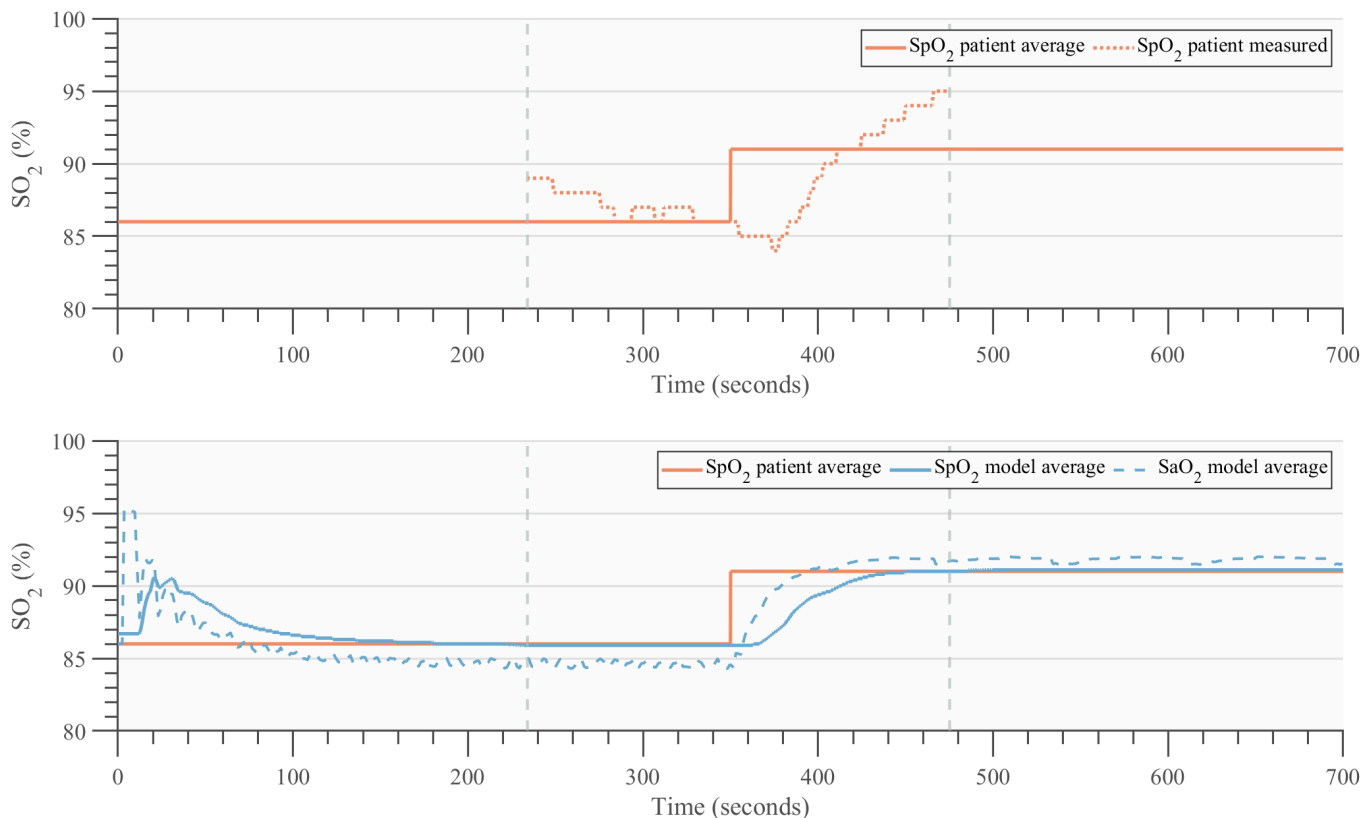 100
SpO2 patient average SpO2 patient measured
95
90
85
80
SO2 (%)
0 100 200 300 400 500 600 700
Time (seconds)
100
SpO2 patient average SpO2 model average SaO2 model average
95
90
85
80
SO2 (%)
0 100 200 300 400 500 600 700
Time (seconds)